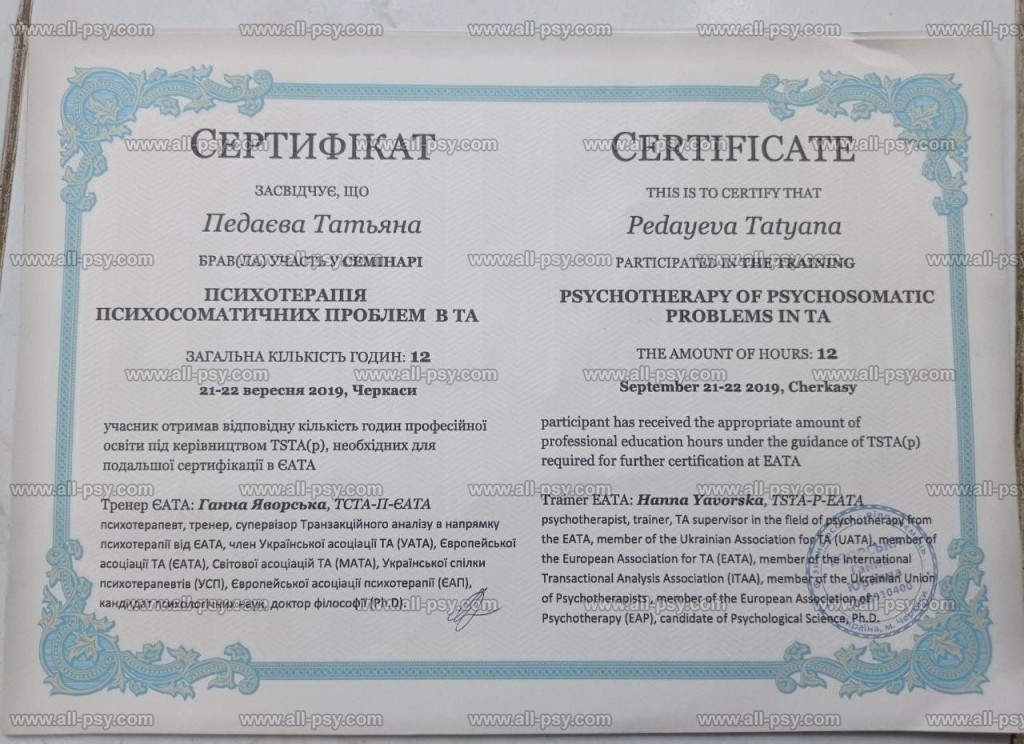 СЕРТИФІКАТ
ЗАСВІДЧУЄ, ЩО
Педаєва Татьяна
БРАВ(ЛА) УЧАСТЬ У СЕМІНАРІ
ПСИХОТЕРАПІЯ
ПСИХОСОМАТИЧНИХ ПРОБЛЕМ В ТА
ЗАГАЛЬНА КІЛЬКІСТЬ ГОДИН: 12
21-22 вересня 2019, Черкаси
учасник отримав відповідну кількість годин професійної
освіти під керівництвом TSTA(p), необхідних для
подальшої сертифікації в ЄАТА
Тренер ЄАТА: Ганна Яворська, ТСТА-П-ЄАТА
психотерапевт, тренер, супервізор Транзакційного аналізу в напрямку
психотерапії від ЄАТА, член Української асоціації ТА (УАТА), Європейської
асоціації ТА (ЄАТА), Світової асоціацій ТА (МАТА), Української спілки
психотерапевтів (УСП), Європейської асоціації психотерапії (ЄАП),
кандидат психологічних наук, доктор філософії (Ph.D).
CERTIFICATE
THIS IS TO CERTIFY THAT
Pedayeva Tatyana
PARTICIPATED IN THE TRAINING
PSYCHOTHERAPY OF PSYCHOSOMATIC
PROBLEMS IN TA
THE AMOUNT OF HOURS: 12
September 21-22 2019, Cherkasy
participant has received the appropriate amount of
professional education hours under the guidance of TSTA(p)
required for further certification at EATA
Trainer EATA: Hanna Yavorska, TSTA-P-EATA
psychotherapist, trainer, TA supervisor in the field of psychotherapy from
the EATA, member of the Ukrainian Association for TA (UATA), member of
the European Association for TA (EATA), member of the International
Transactional Analysis Association (ITAA), member of the Ukrainian Union
of Psychotherapists , member of the European Association of
Psychotherapy (EAP), candidate of Psychological Science, Ph.D.
www.all-psy.com